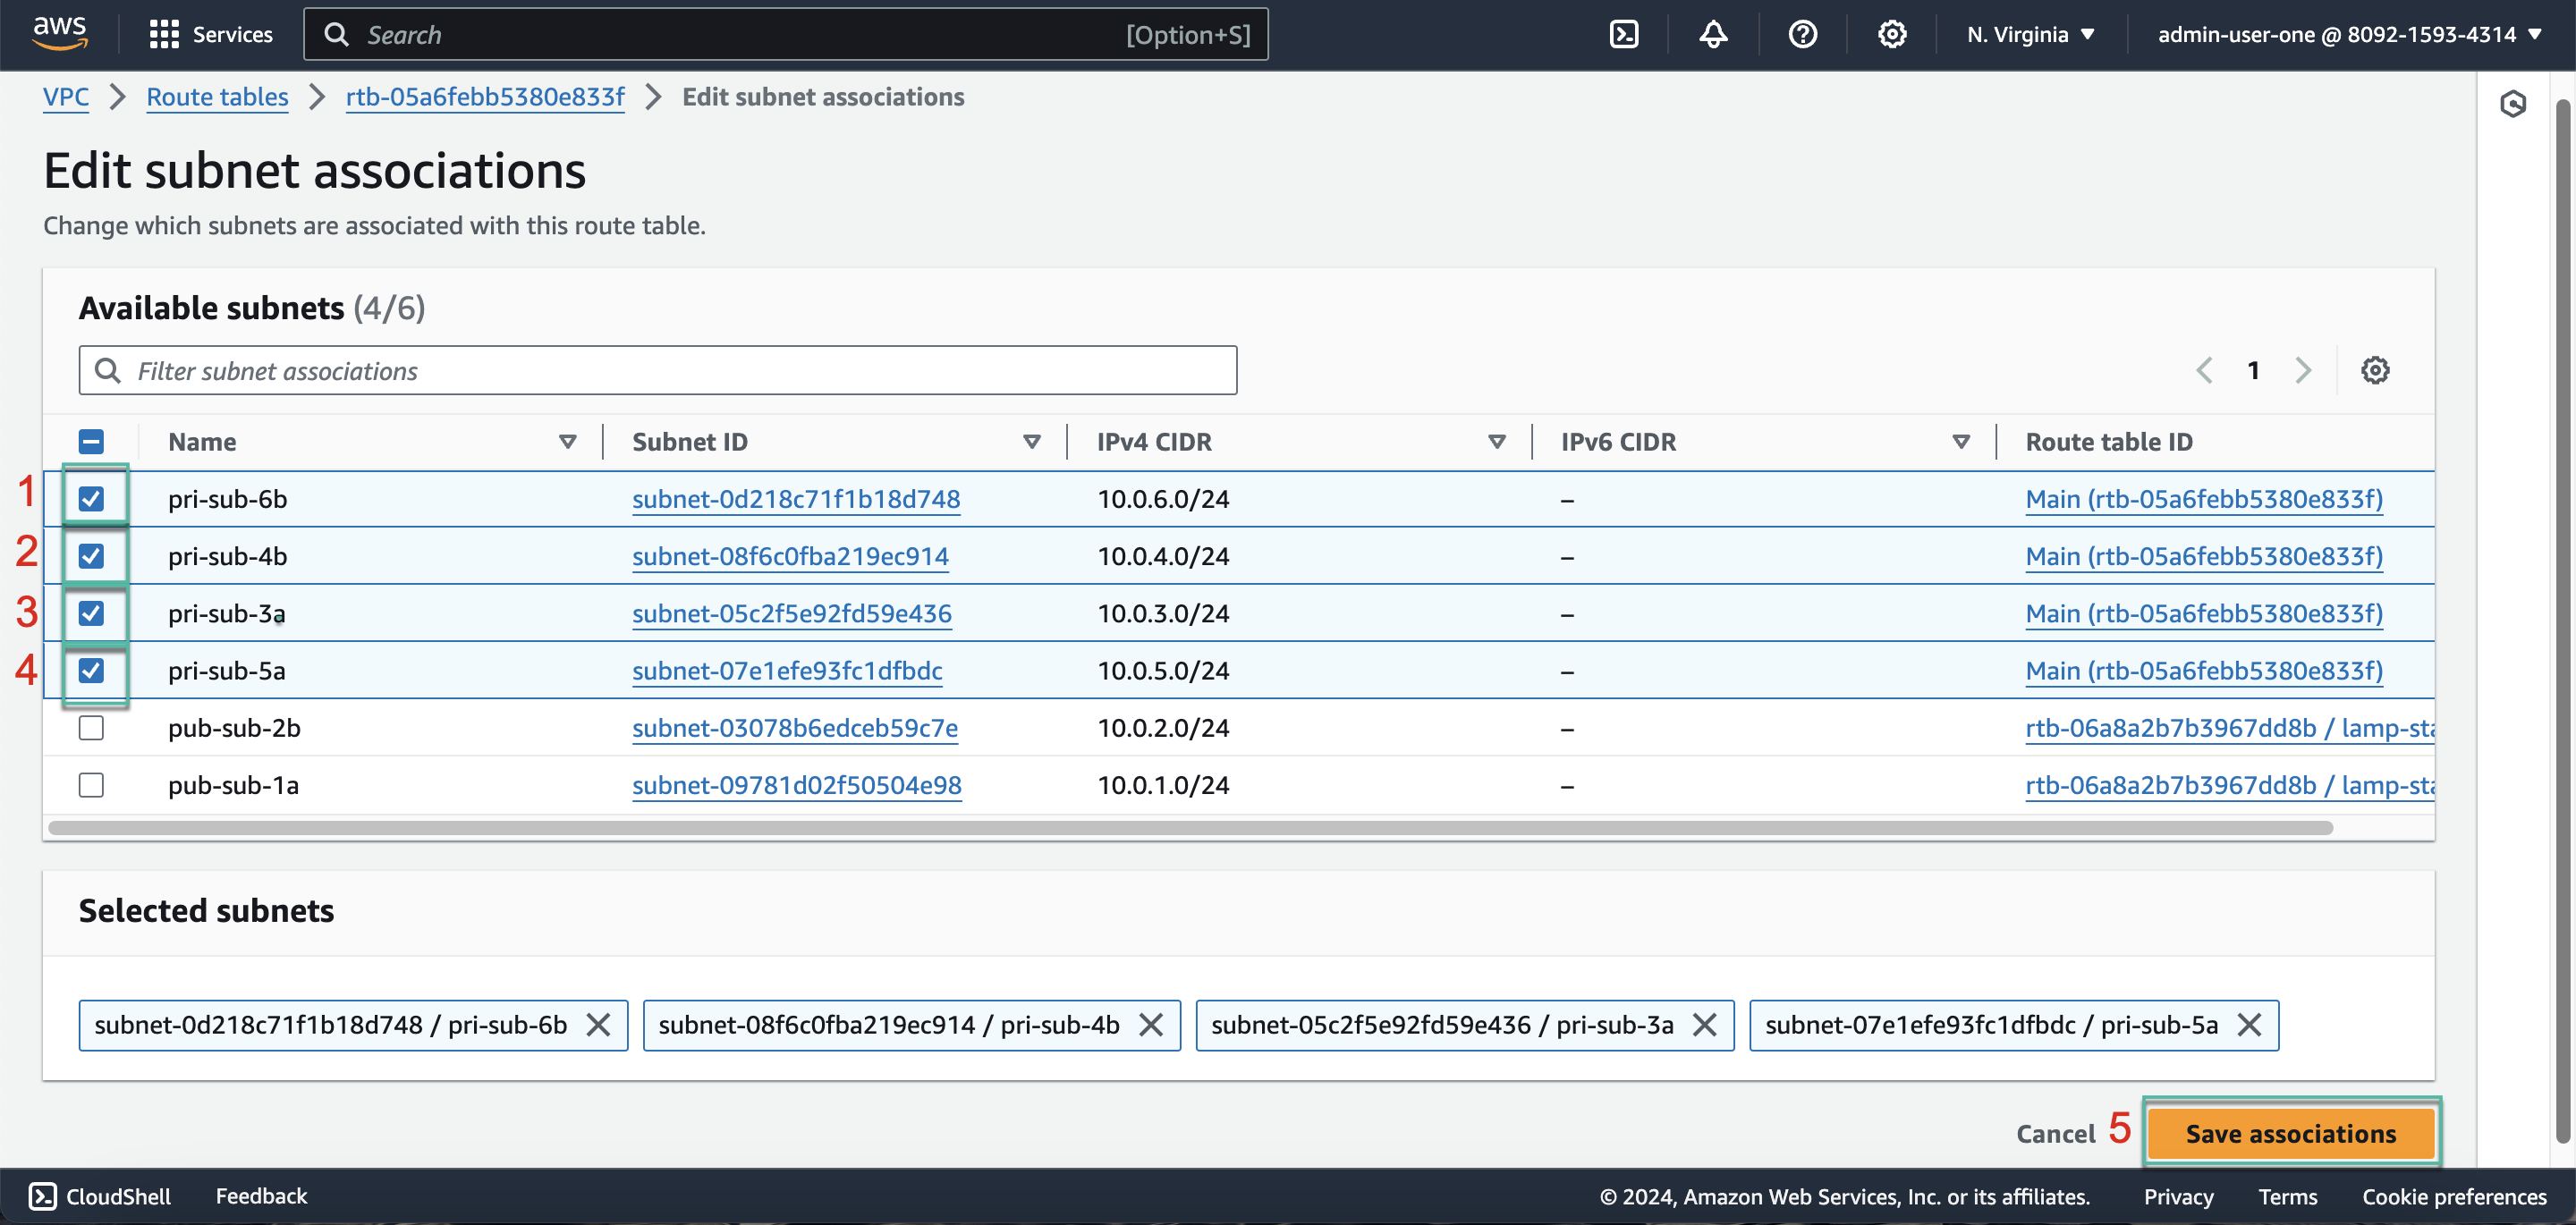 aws Services Search [Option+S] N. Virginia ▼ admin-user-one @ 8092-1593-4314 ▼
VPC > Route tables > rtb-05a6febb5380e833f > Edit subnet associations
Edit subnet associations
Change which subnets are associated with this route table.
Available subnets (4/6)
Filter subnet associations 1
Name Subnet ID IPv4 CIDR IPv6 CIDR Route table ID
1 pri-sub-6b subnet-0d218c71f1b18d748 10.0.6.0/24 – Main (rtb-05a6febb5380e833f)
2 pri-sub-4b subnet-08f6c0fba219ec914 10.0.4.0/24 – Main (rtb-05a6febb5380e833f)
3 pri-sub-3a subnet-05c2f5e92fd59e436 10.0.3.0/24 – Main (rtb-05a6febb5380e833f)
4 pri-sub-5a subnet-07e1efe93fc1dfbdc 10.0.5.0/24 – Main (rtb-05a6febb5380e833f)
pub-sub-2b subnet-03078b6edceb59c7e 10.0.2.0/24 – rtb-06a8a2b7b3967dd8b / lamp-sta
pub-sub-1a subnet-09781d02f50504e98 10.0.1.0/24 – rtb-06a8a2b7b3967dd8b / lamp-sta
Selected subnets
subnet-0d218c71f1b18d748 / pri-sub-6b subnet-08f6c0fba219ec914 / pri-sub-4b subnet-05c2f5e92fd59e436 / pri-sub-3a subnet-07e1efe93fc1dfbdc / pri-sub-5a
Cancel 5 Save associations
CloudShell Feedback © 2024, Amazon Web Services, Inc. or its affiliates. Privacy Terms Cookie preferences